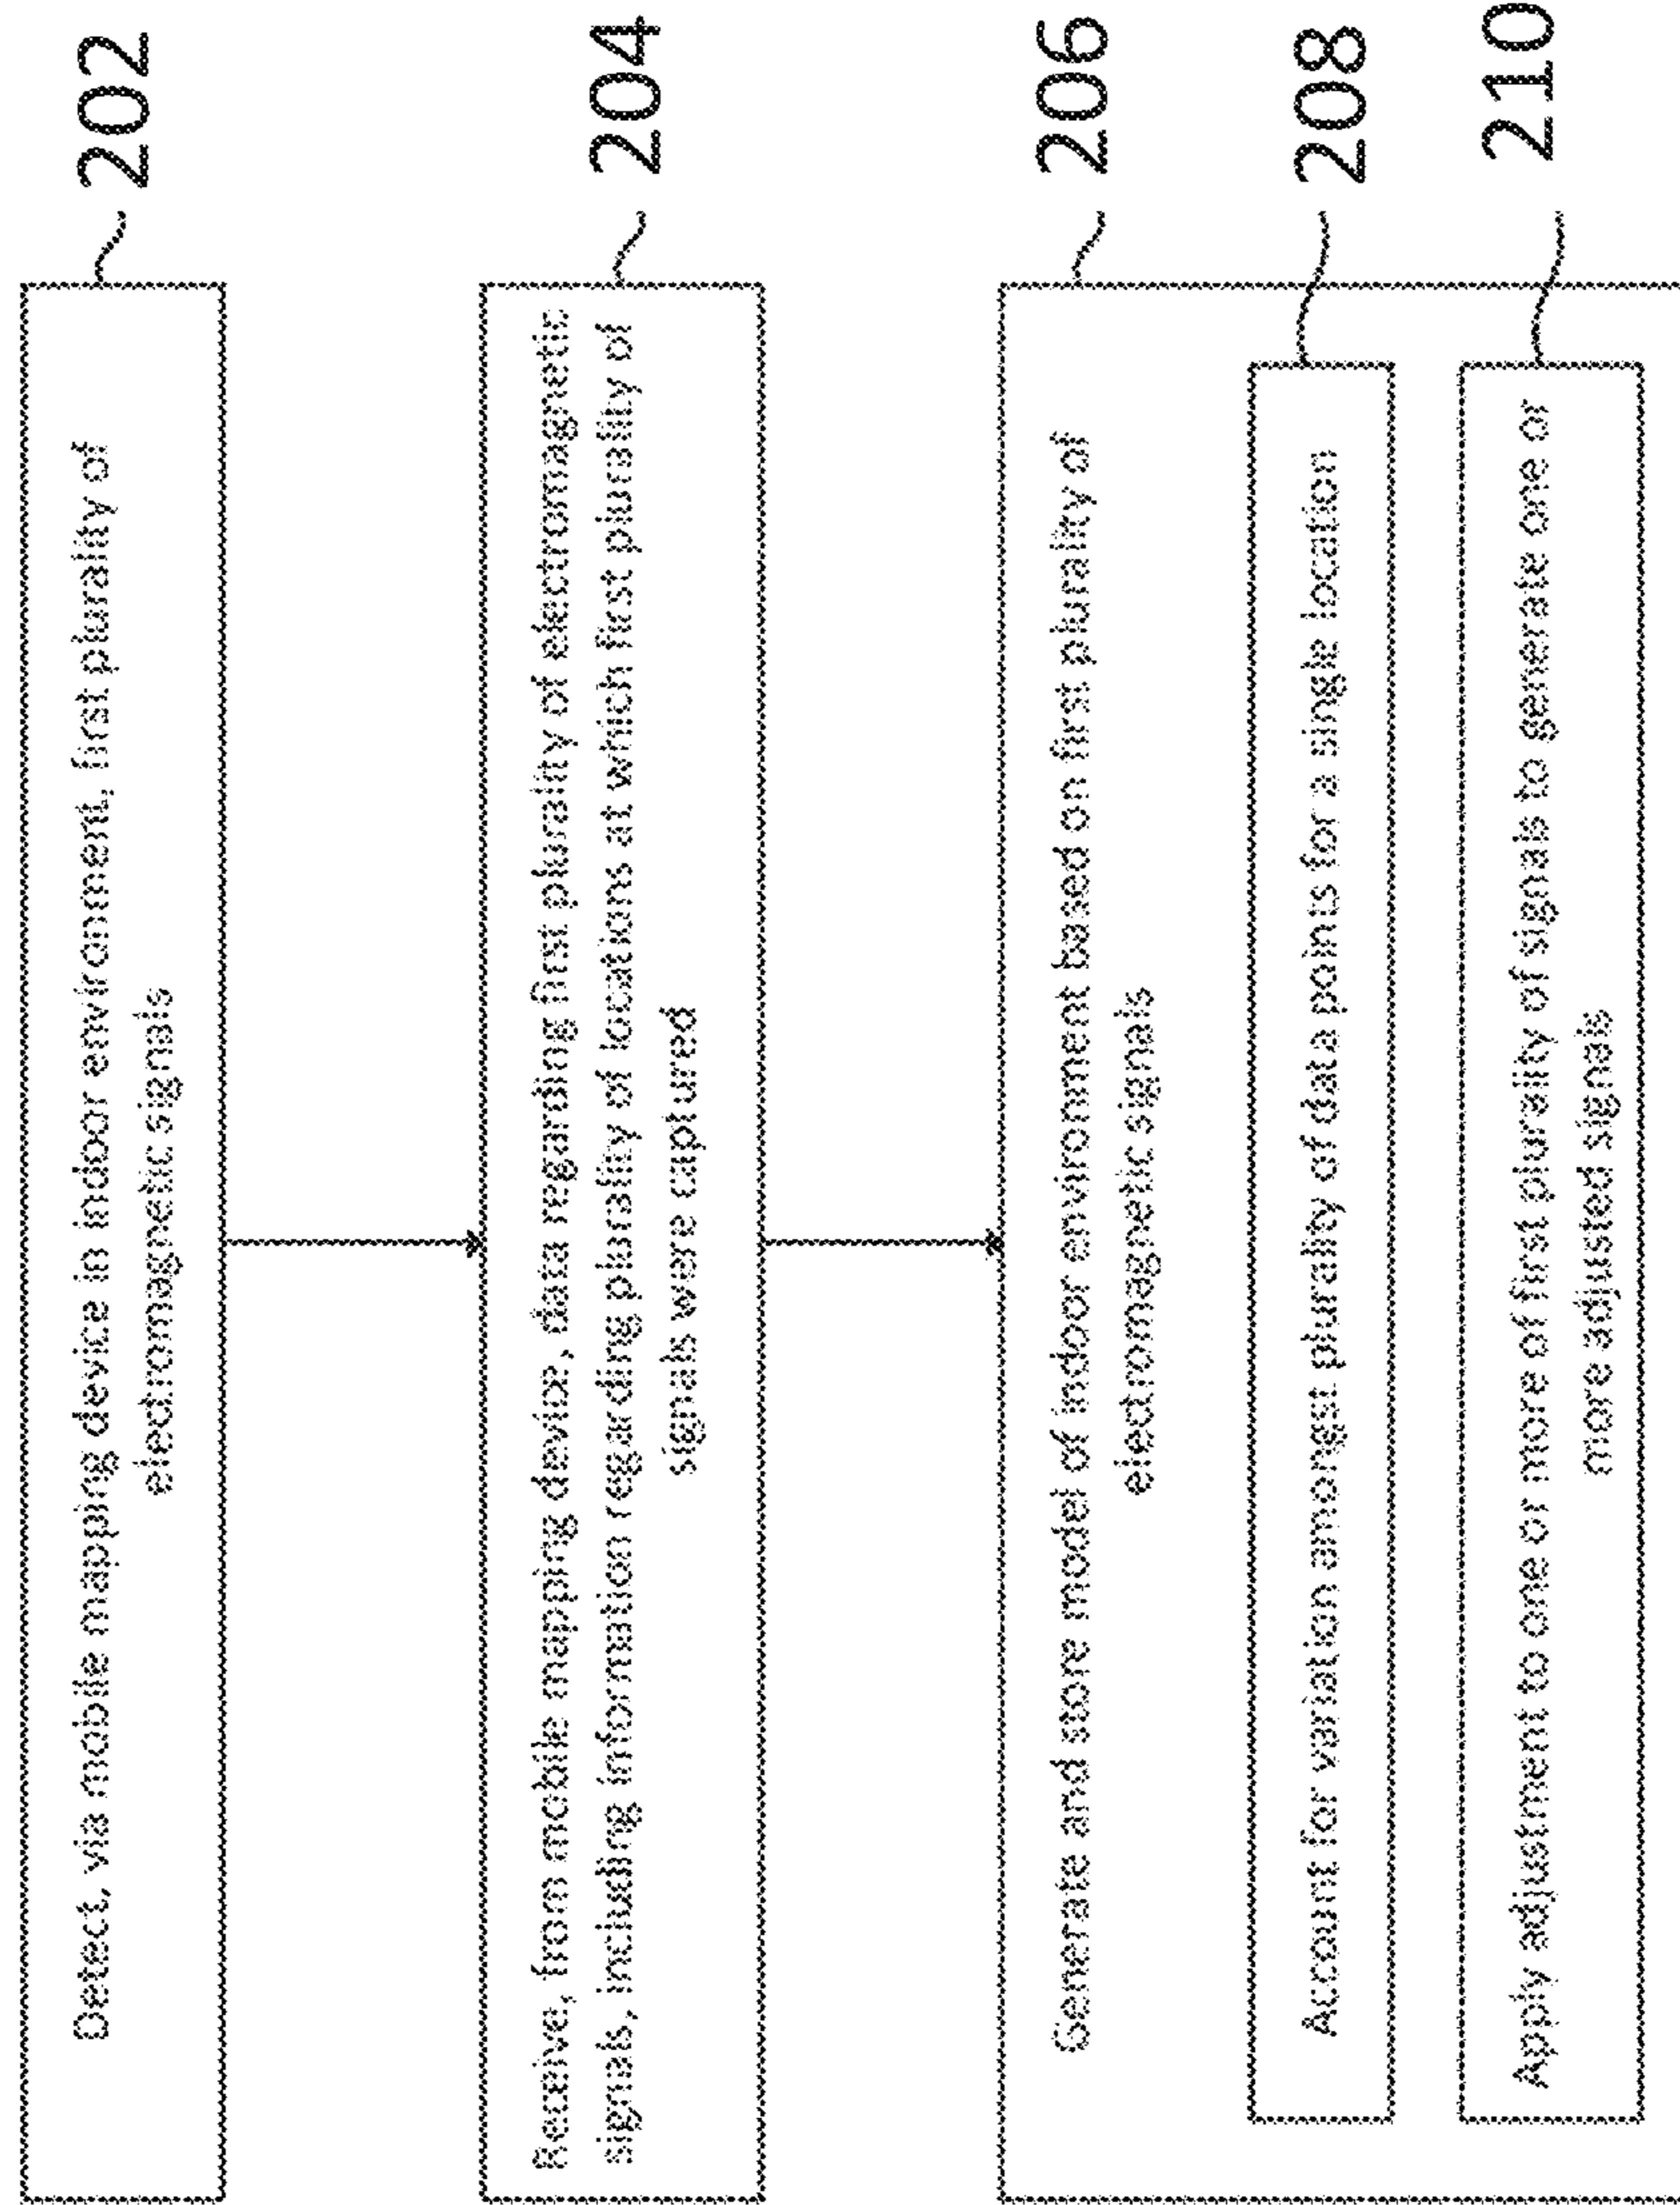 Detect, via mobile mapping device in indoor environment, first plurality of
electromagnetic signals
202
Receive, from mobile mapping device, data regarding first plurality of electromagnetic
signals, including information regarding plurality of locations at which first plurality of
signals were captured
204
Generate and store model of indoor environment based on first plurality of
electromagnetic signals
206
Account for variation amongst plurality of data points for a single location
208
Apply adjustment to one or more of first plurality of signals to generate one or
more adjusted signals
210